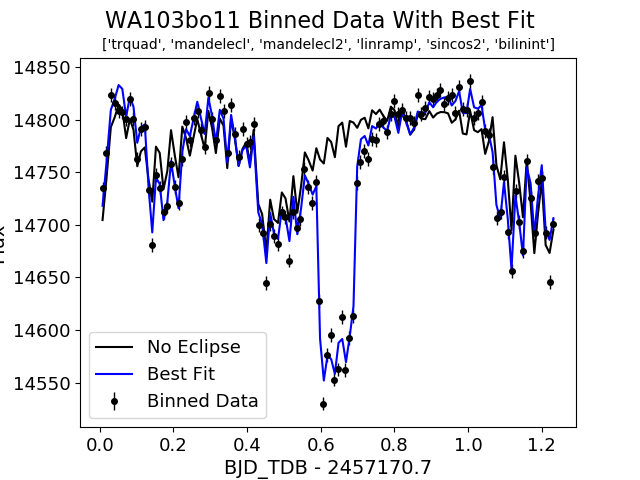 WA103bo11 Binned Data With Best Fit
['trquad', 'mandelecl', 'mandelecl2', 'linramp', 'sincos2', 'bilinint']
14850
14800
14750
14700
14650
14600
14550
No Eclipse
Best Fit
Binned Data
0.0 0.2 0.4 0.6 0.8 1.0 1.2
BJD_TDB - 2457170.7